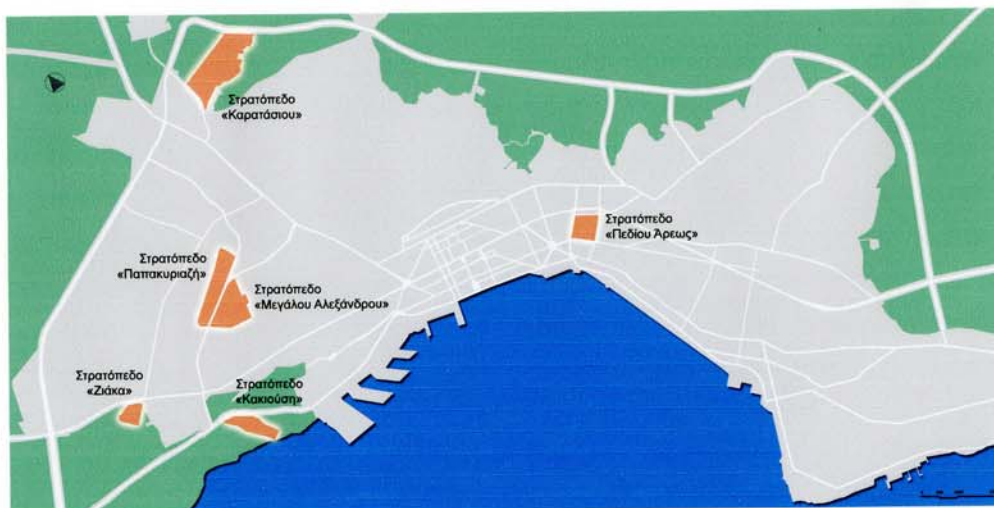 Στρατόπεδο
«Καρατάσιου»
Στρατόπεδο
«Πεδίου Άρεως»
Στρατόπεδο
«Παπακυριαζή»
Στρατόπεδο
«Μεγάλου Αλεξάνδρου»
Στρατόπεδο
«Ζιάκα»
Στρατόπεδο
«Κακιούση»